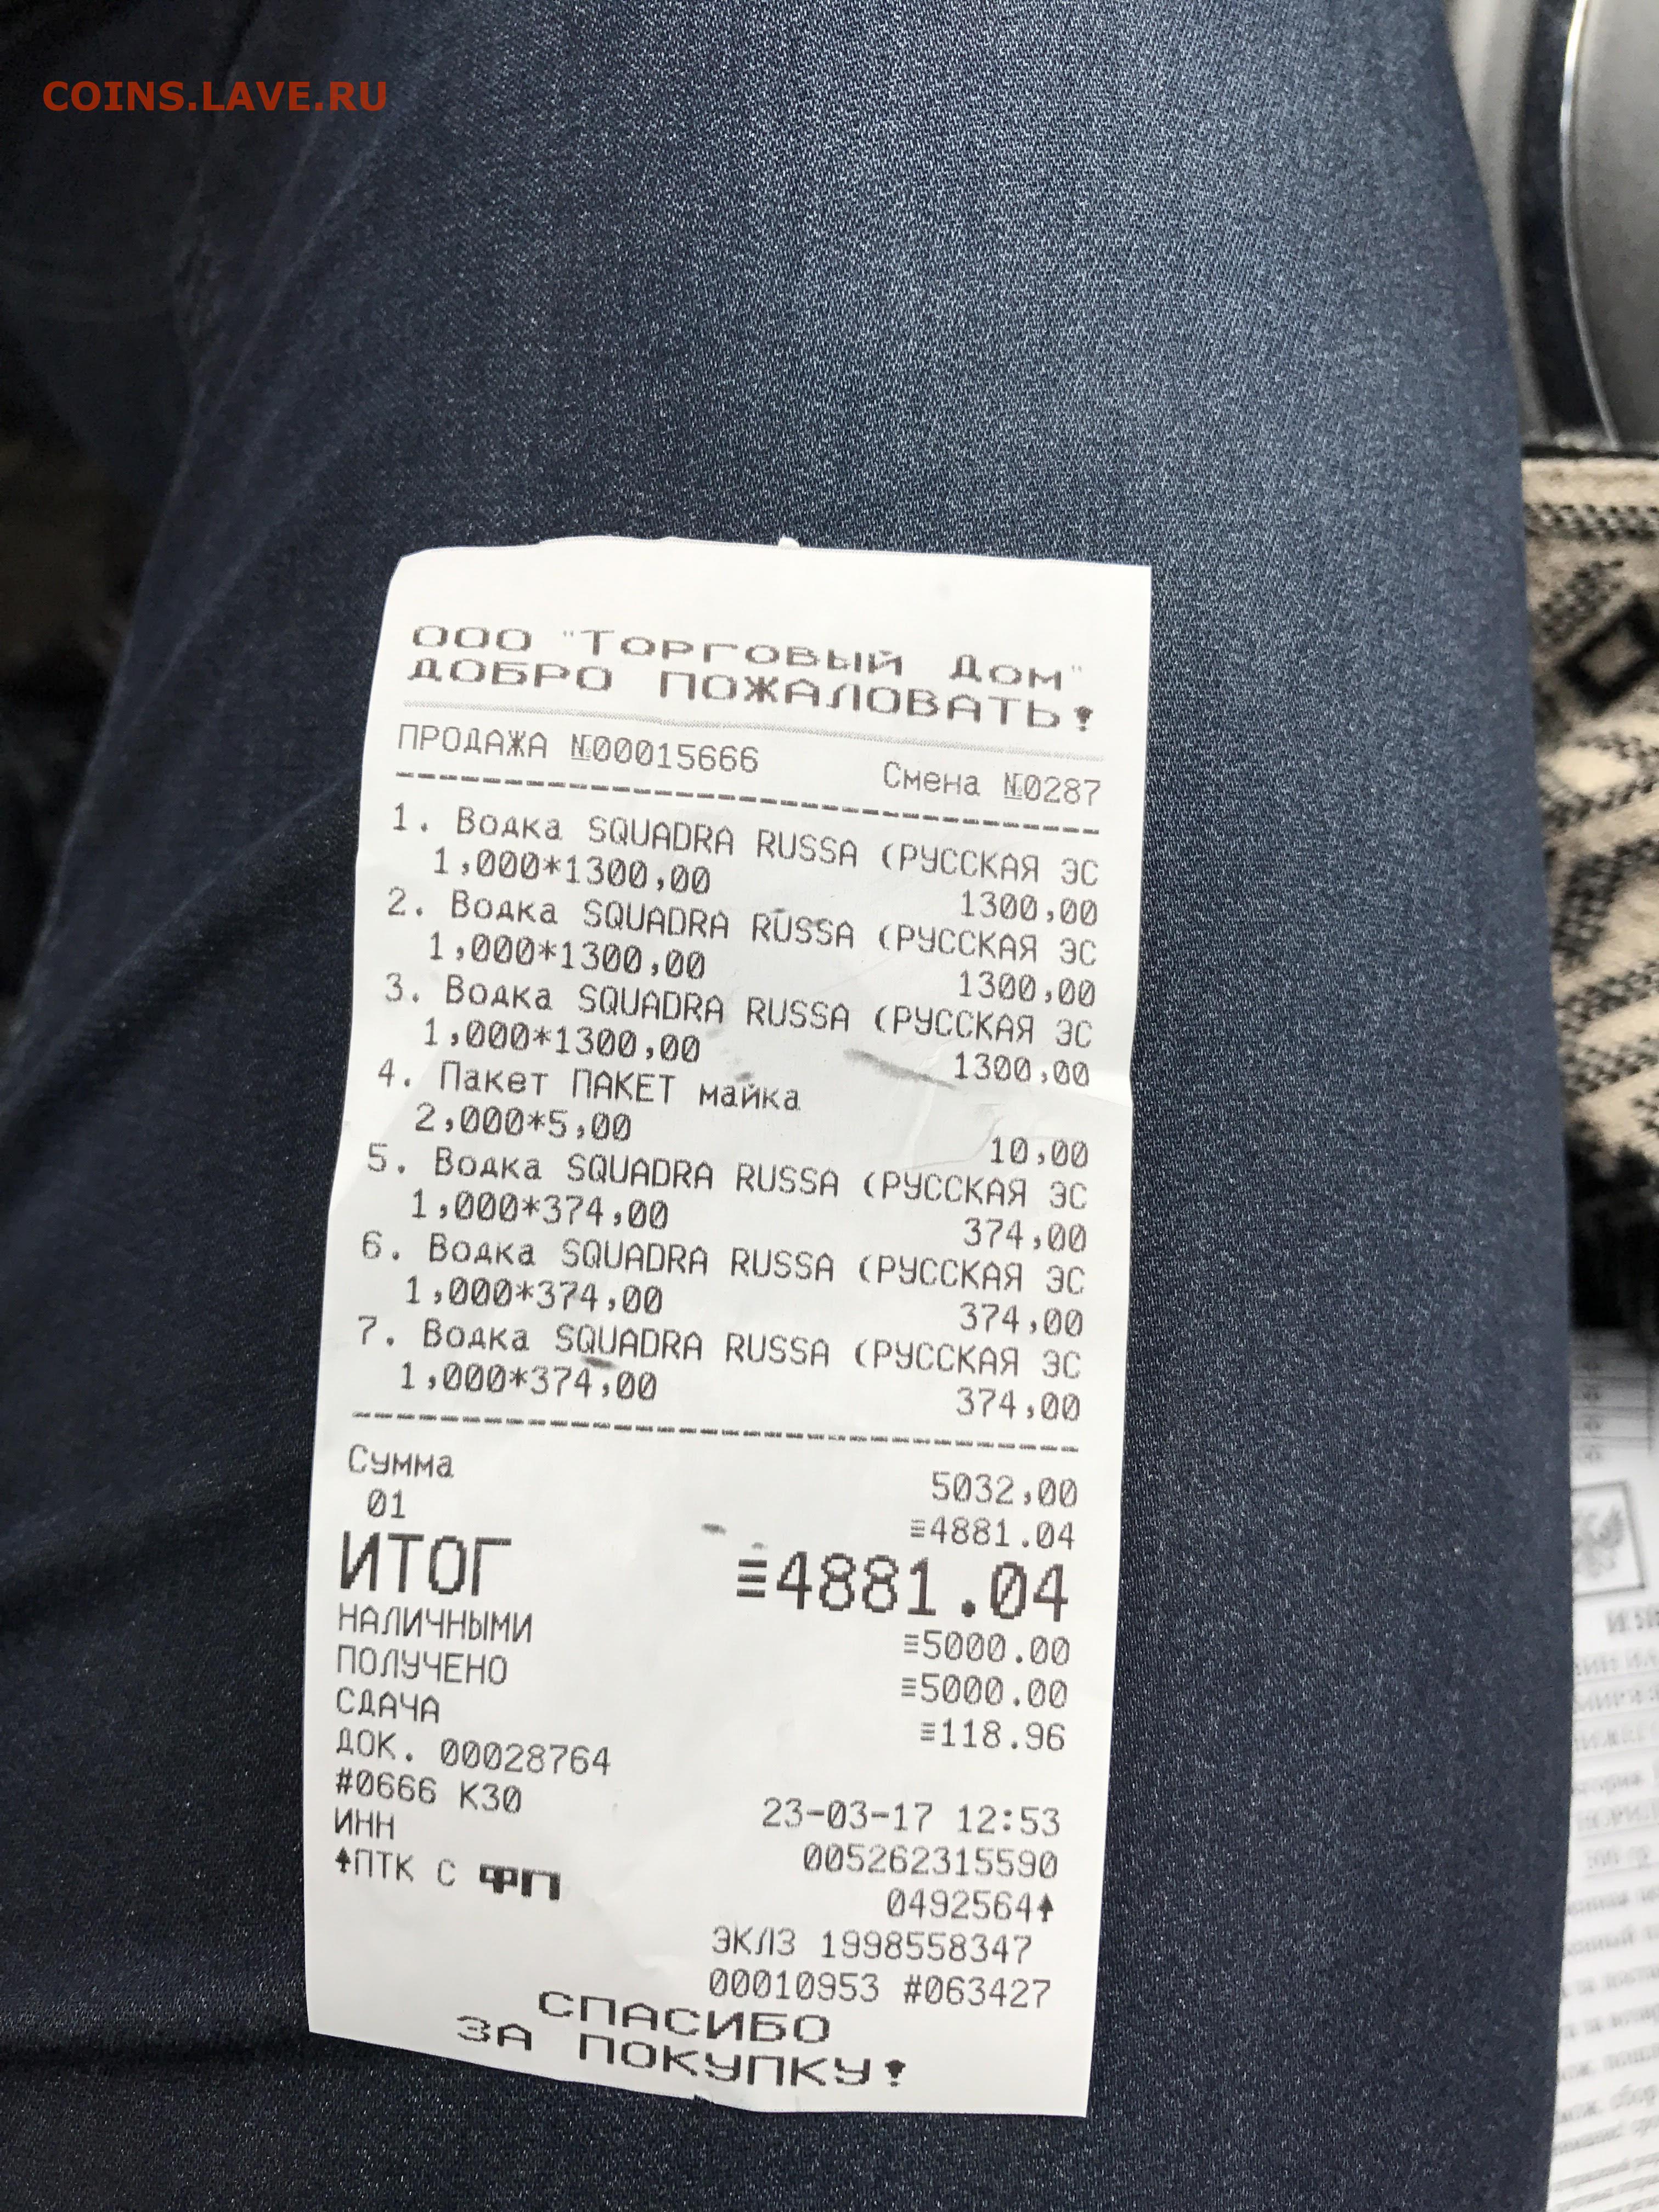 COINS.LAVE.RU
ООО "Торговый Дом"
ДОБРО ПОЖАЛОВАТЬ!
ПРОДАЖА №00015666 Смена №0287
1. Водка SQUADRA RUSSA (РУССКАЯ ЭС
1,000*1300,00 1300,00
2. Водка SQUADRA RUSSA (РУССКАЯ ЭС
1,000*1300,00 1300,00
3. Водка SQUADRA RUSSA (РУССКАЯ ЭС
1,000*1300,00 1300,00
4. Пакет ПАКЕТ майка
2,000*5,00 10,00
5. Водка SQUADRA RUSSA (РУССКАЯ ЭС
1,000*374,00 374,00
6. Водка SQUADRA RUSSA (РУССКАЯ ЭС
1,000*374,00 374,00
7. Водка SQUADRA RUSSA (РУССКАЯ ЭС
1,000*374,00 374,00
Сумма 5032,00
01 ≡4881.04
ИТОГ ≡4881.04
НАЛИЧНЫМИ ≡5000.00
ПОЛУЧЕНО ≡5000.00
СДАЧА ≡118.96
ДОК. 00028764
#0666 К30 23-03-17 12:53
ИНН 005262315590
ПТК С ФП 0492564
ЭКЛЗ 1998558347
00010953 #063427
СПАСИБО
ЗА ПОКУПКУ!